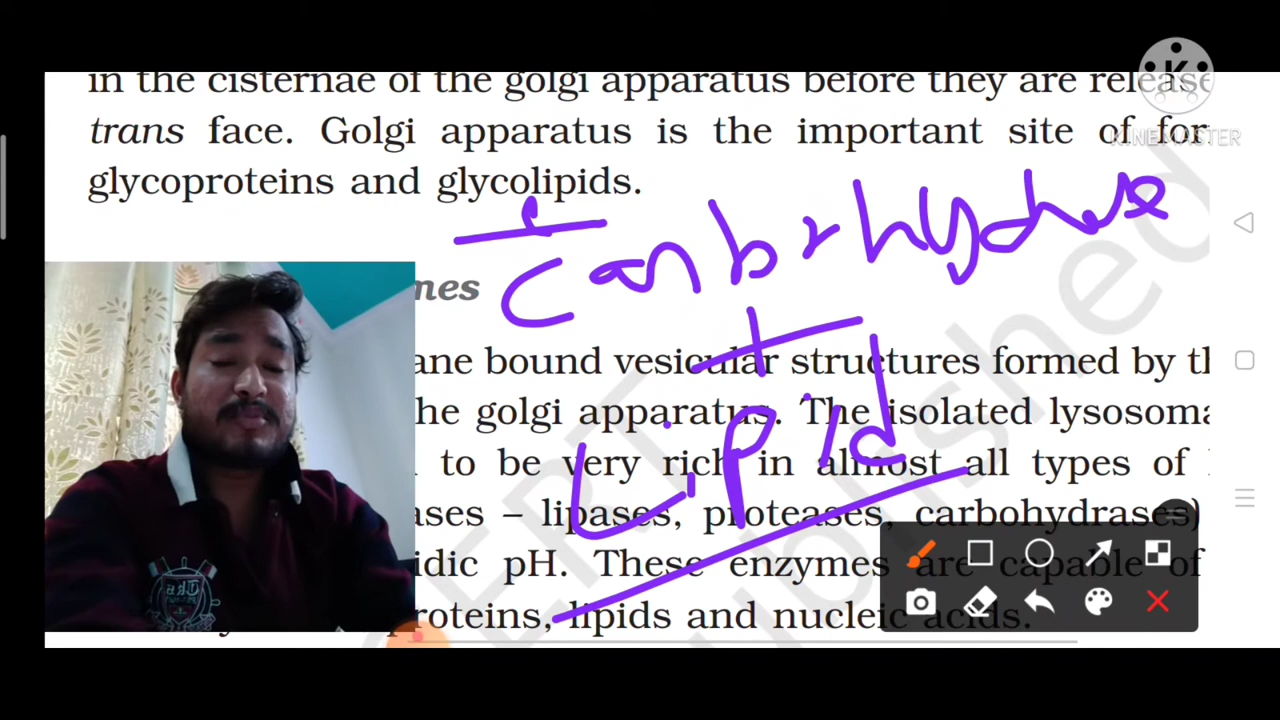 in the cisternae of the golgi apparatus before they are release
trans face. Golgi apparatus is the important site of for
glycoproteins and glycolipids.
Carbrhydrate
mes
+
ane bound vesicular structures formed by th
he golgi apparatus. The isolated lysosoma
Lipid
to be very rich in almost all types of
ases – lipases, proteases, carbohydrases)
idic pH. These enzymes are capable of
proteins, lipids and nucleic acids.
K
KINEMASTER